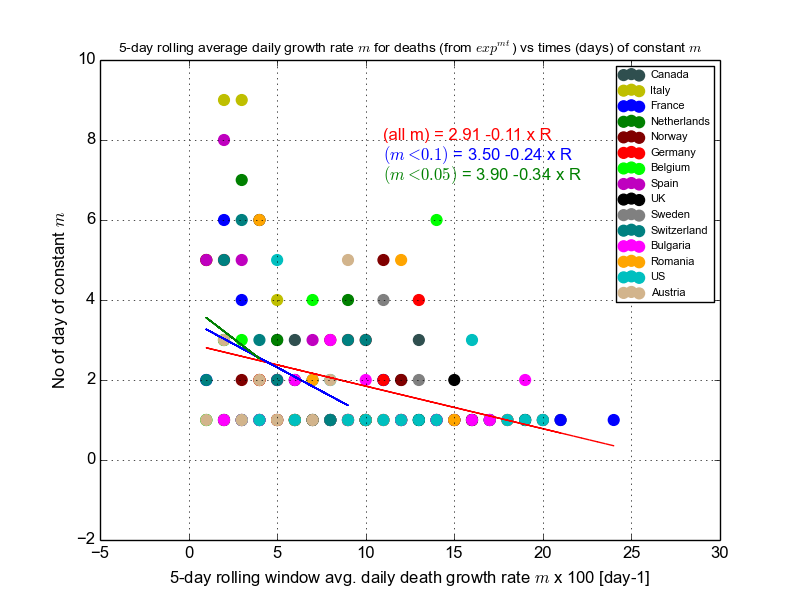 5-day rolling average daily growth rate m for deaths (from exp^mt) vs times (days) of constant m
10
8
6
4
2
0
−2
No of day of constant m
(all m) = 2.91 -0.11 x R
(m <0.1) = 3.50 -0.24 x R
(m <0.05) = 3.90 -0.34 x R
Canada
Italy
France
Netherlands
Norway
Germany
Belgium
Spain
UK
Sweden
Switzerland
Bulgaria
Romania
US
Austria
−5 0 5 10 15 20 25 30
5-day rolling window avg. daily death growth rate m x 100 [day-1]